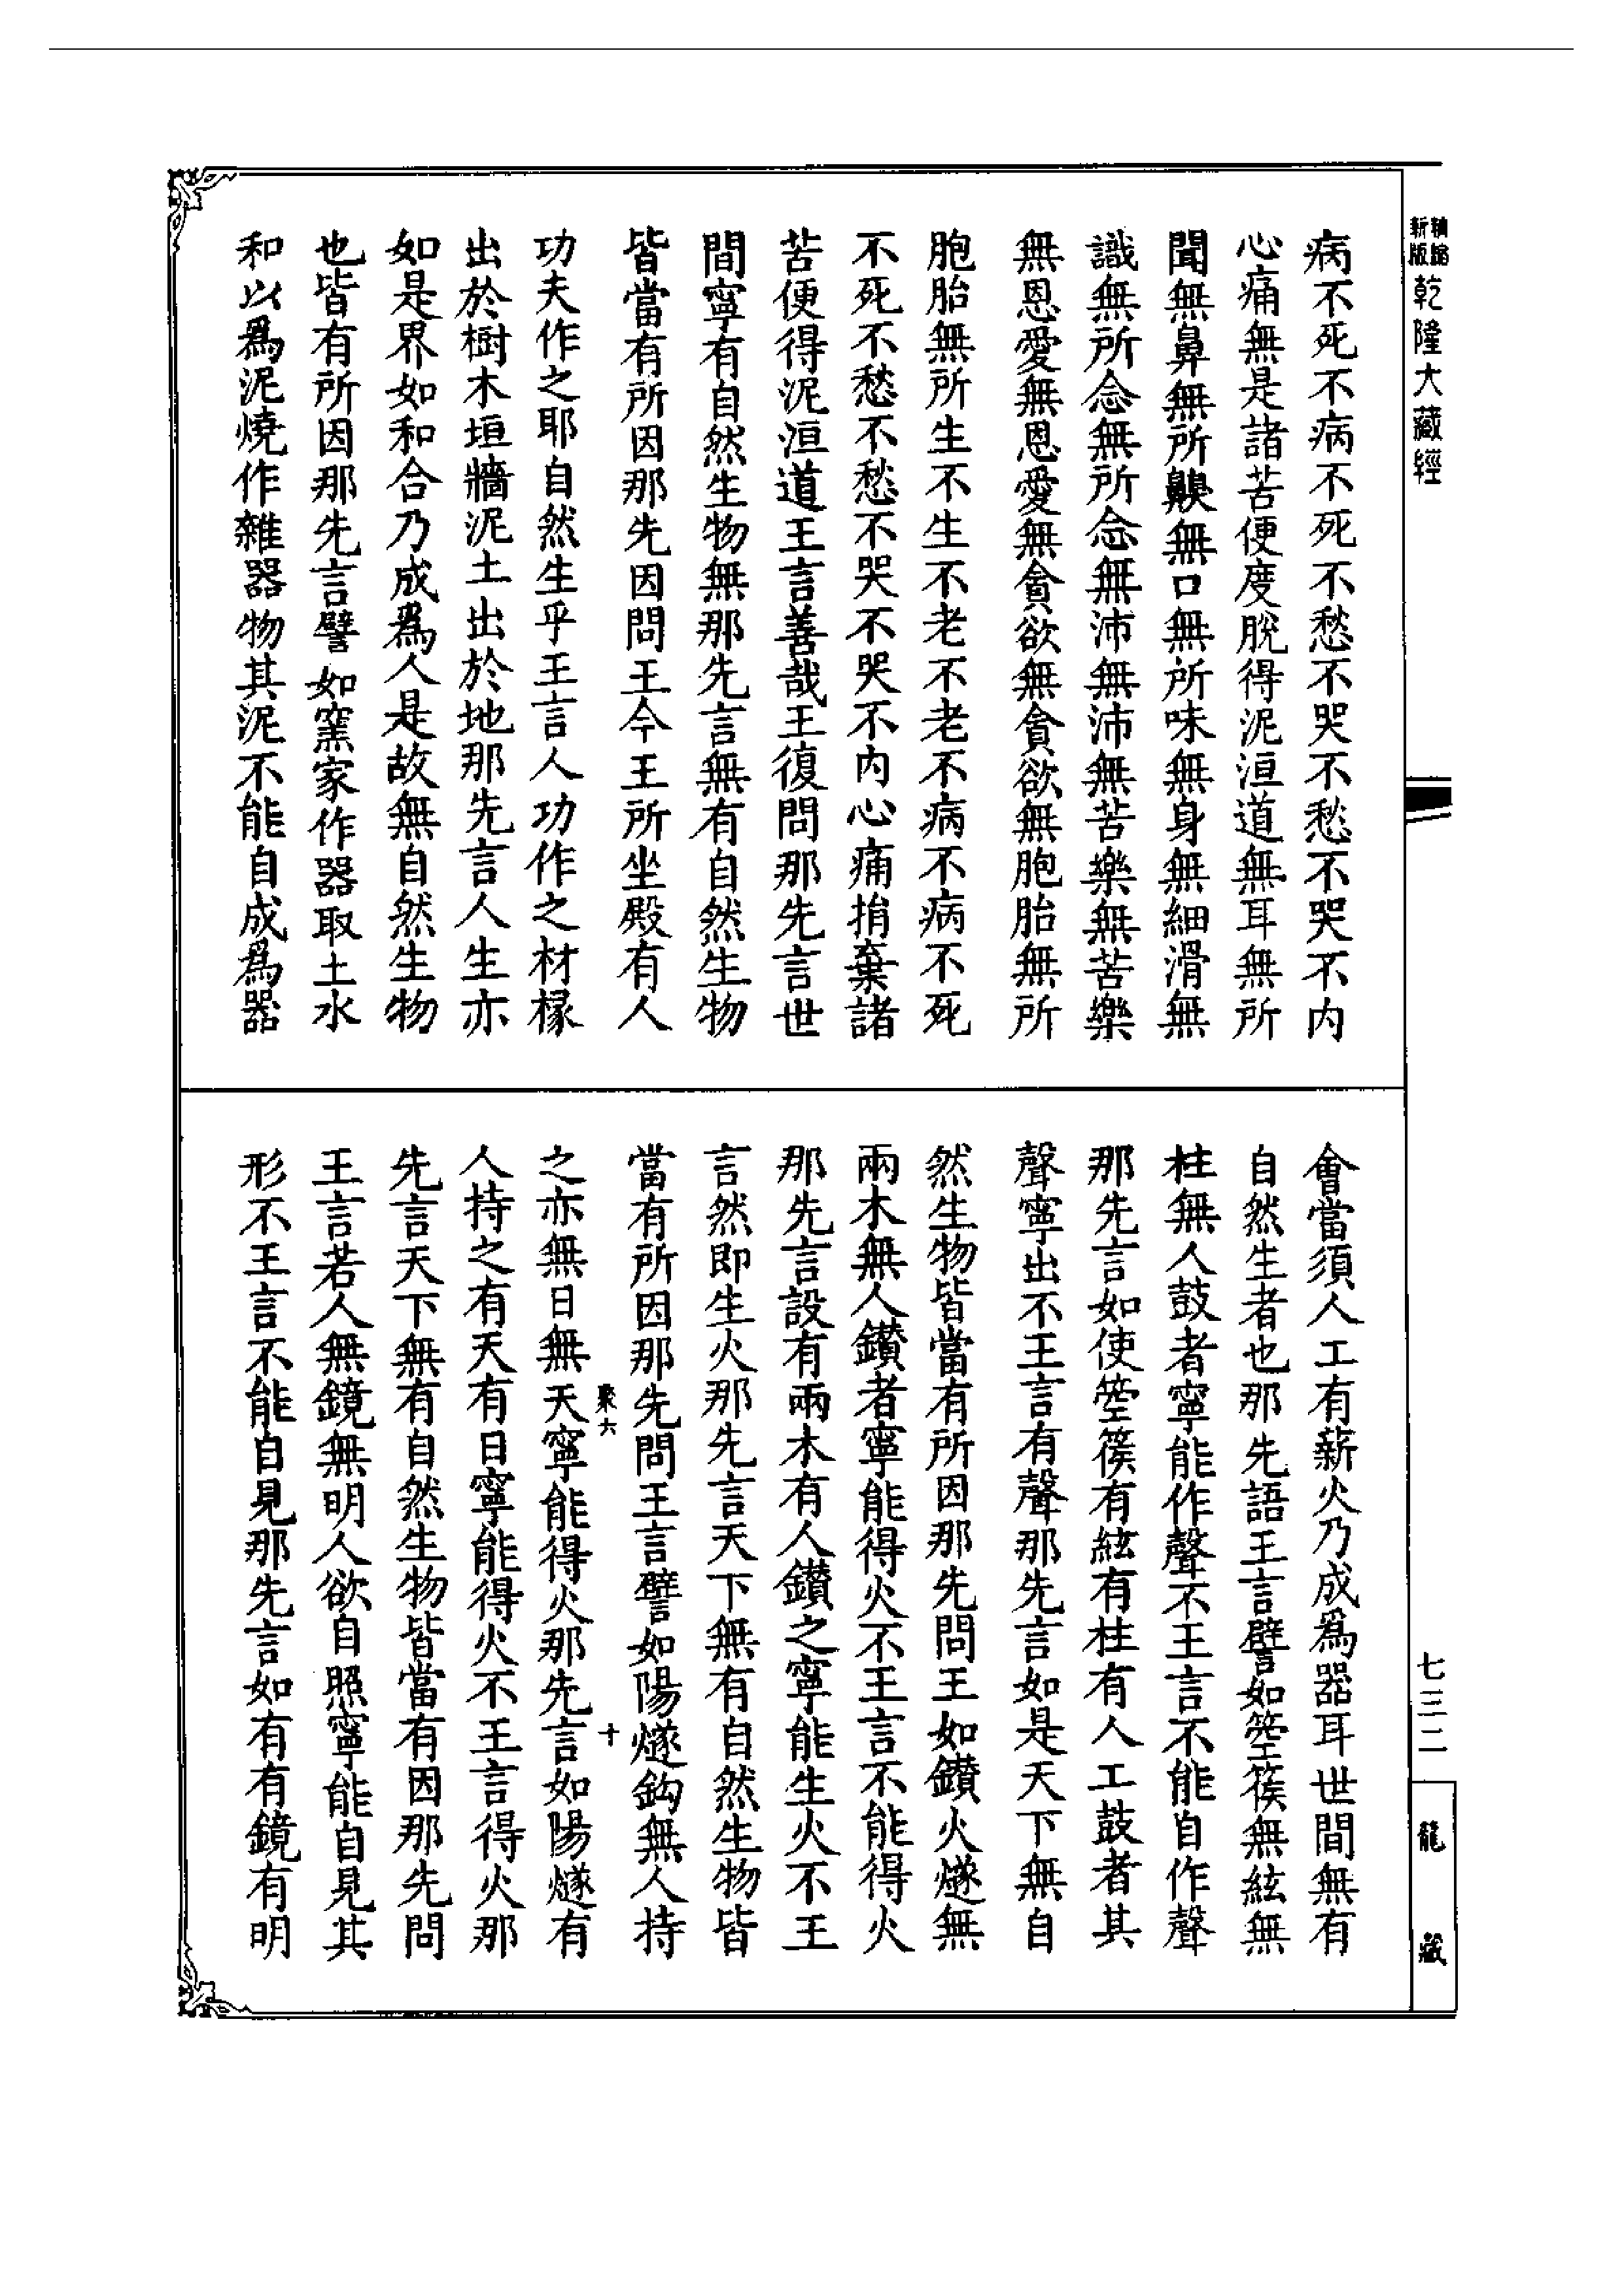 新版
乾隆大藏經
病不死不病不死不愁不哭不愁不哭不内
心痛無是諸苦便度脫得泥洹道無耳無所
聞無鼻無所齅無口無所味無身無細滑無
識無所念無所念無沛無沛無苦樂無苦樂
無恩愛無恩愛無貪欲無貪欲無胞胎無所
胞胎無所生不生不老不老不病不病不死
不死不愁不愁不哭不哭不内心痛捐棄諸
苦便得泥洹道王言善哉王復問那先言世
間寧有自然生物無那先言無有自然生物
皆當有所因那先因問王今王所坐殿有人
功夫作之耶自然生乎王言人功作之材椽
出於樹木垣牆泥土出於地那先言人生亦
如是界如和合乃成爲人是故無自然生物
也皆有所因那先言譬如窯家作器取土水
和以爲泥燒作雜器物其泥不能自成爲器
會當須人工有薪火乃成爲器耳世間無有
自然生者也那先語王言譬如箜篌無絃無
柱無人鼓者寧能作聲不王言不能自作聲
那先言如使箜篌有絃有柱有人工鼓者其
聲寧出不王言有聲那先言如是天下無自
然生物皆當有所因那先問王如鑽火燧無
兩木無人鑽者寧能得火不王言不能得火
那先言設有兩木有人鑽之寧能生火不王
言然即生火那先言天下無有自然生物皆
當有所因那先問王言譬如陽燧鈎無人持
之亦無日無天寧能得火那先言如陽燧有
聚六
十
人持之有天有日寧能得火不王言得火那
先言天下無有自然生物皆當有因那先問
王言若人無鏡無明人欲自照寧能自見其
形不王言不能自見那先言如有有鏡有明
七三二
龍藏